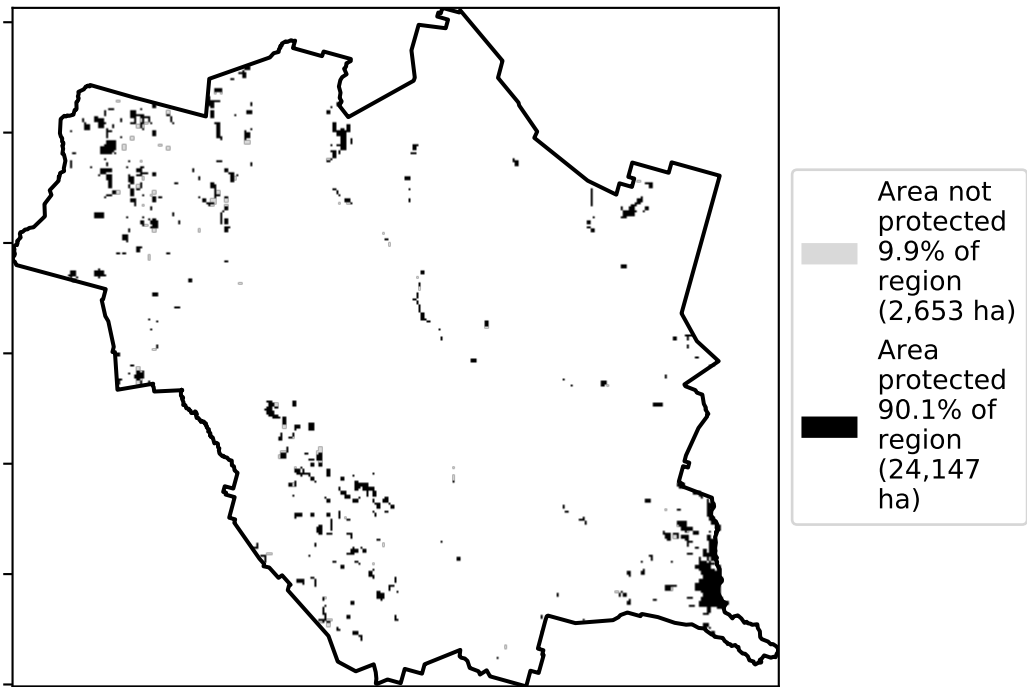 Area not
protected
9.9% of
region
(2,653 ha)
Area
protected
90.1% of
region
(24,147
ha)